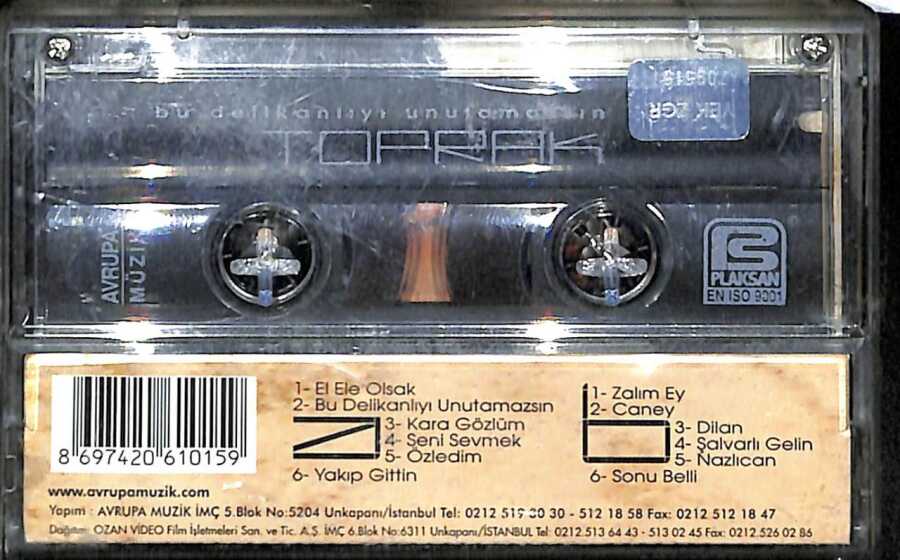 bu delikanlıyı unutamazsın
TOPRAK
AVRUPA
MÜZİK
PLAKSAN
EN ISO 9001
1- El Ele Olsak
2- Bu Delikanlıyı Unutamazsın
3- Kara Gözlüm
4- Seni Sevmek
5- Özledim
6- Yakıp Gittin
1- Zalım Ey
2- Caney
3- Dilan
4- Şalvarlı Gelin
5- Nazlıcan
6- Sonu Belli
8 697420 610159
www.avrupamuzik.com
Yapım : AVRUPA MUZİK İMÇ 5.Blok No:5204 Unkapanı/İstanbul Tel: 0212 519 30 30 - 512 18 58 Fax: 0212 512 18 47
Dağıtım: OZAN VİDEO Film İşletmeleri San. ve Tic. A.Ş. İMÇ 6.Blok No:6311 Unkapanı/İSTANBUL Tel: 0212.513 64 43 - 513 02 45 Fax: 0212.526 02 86